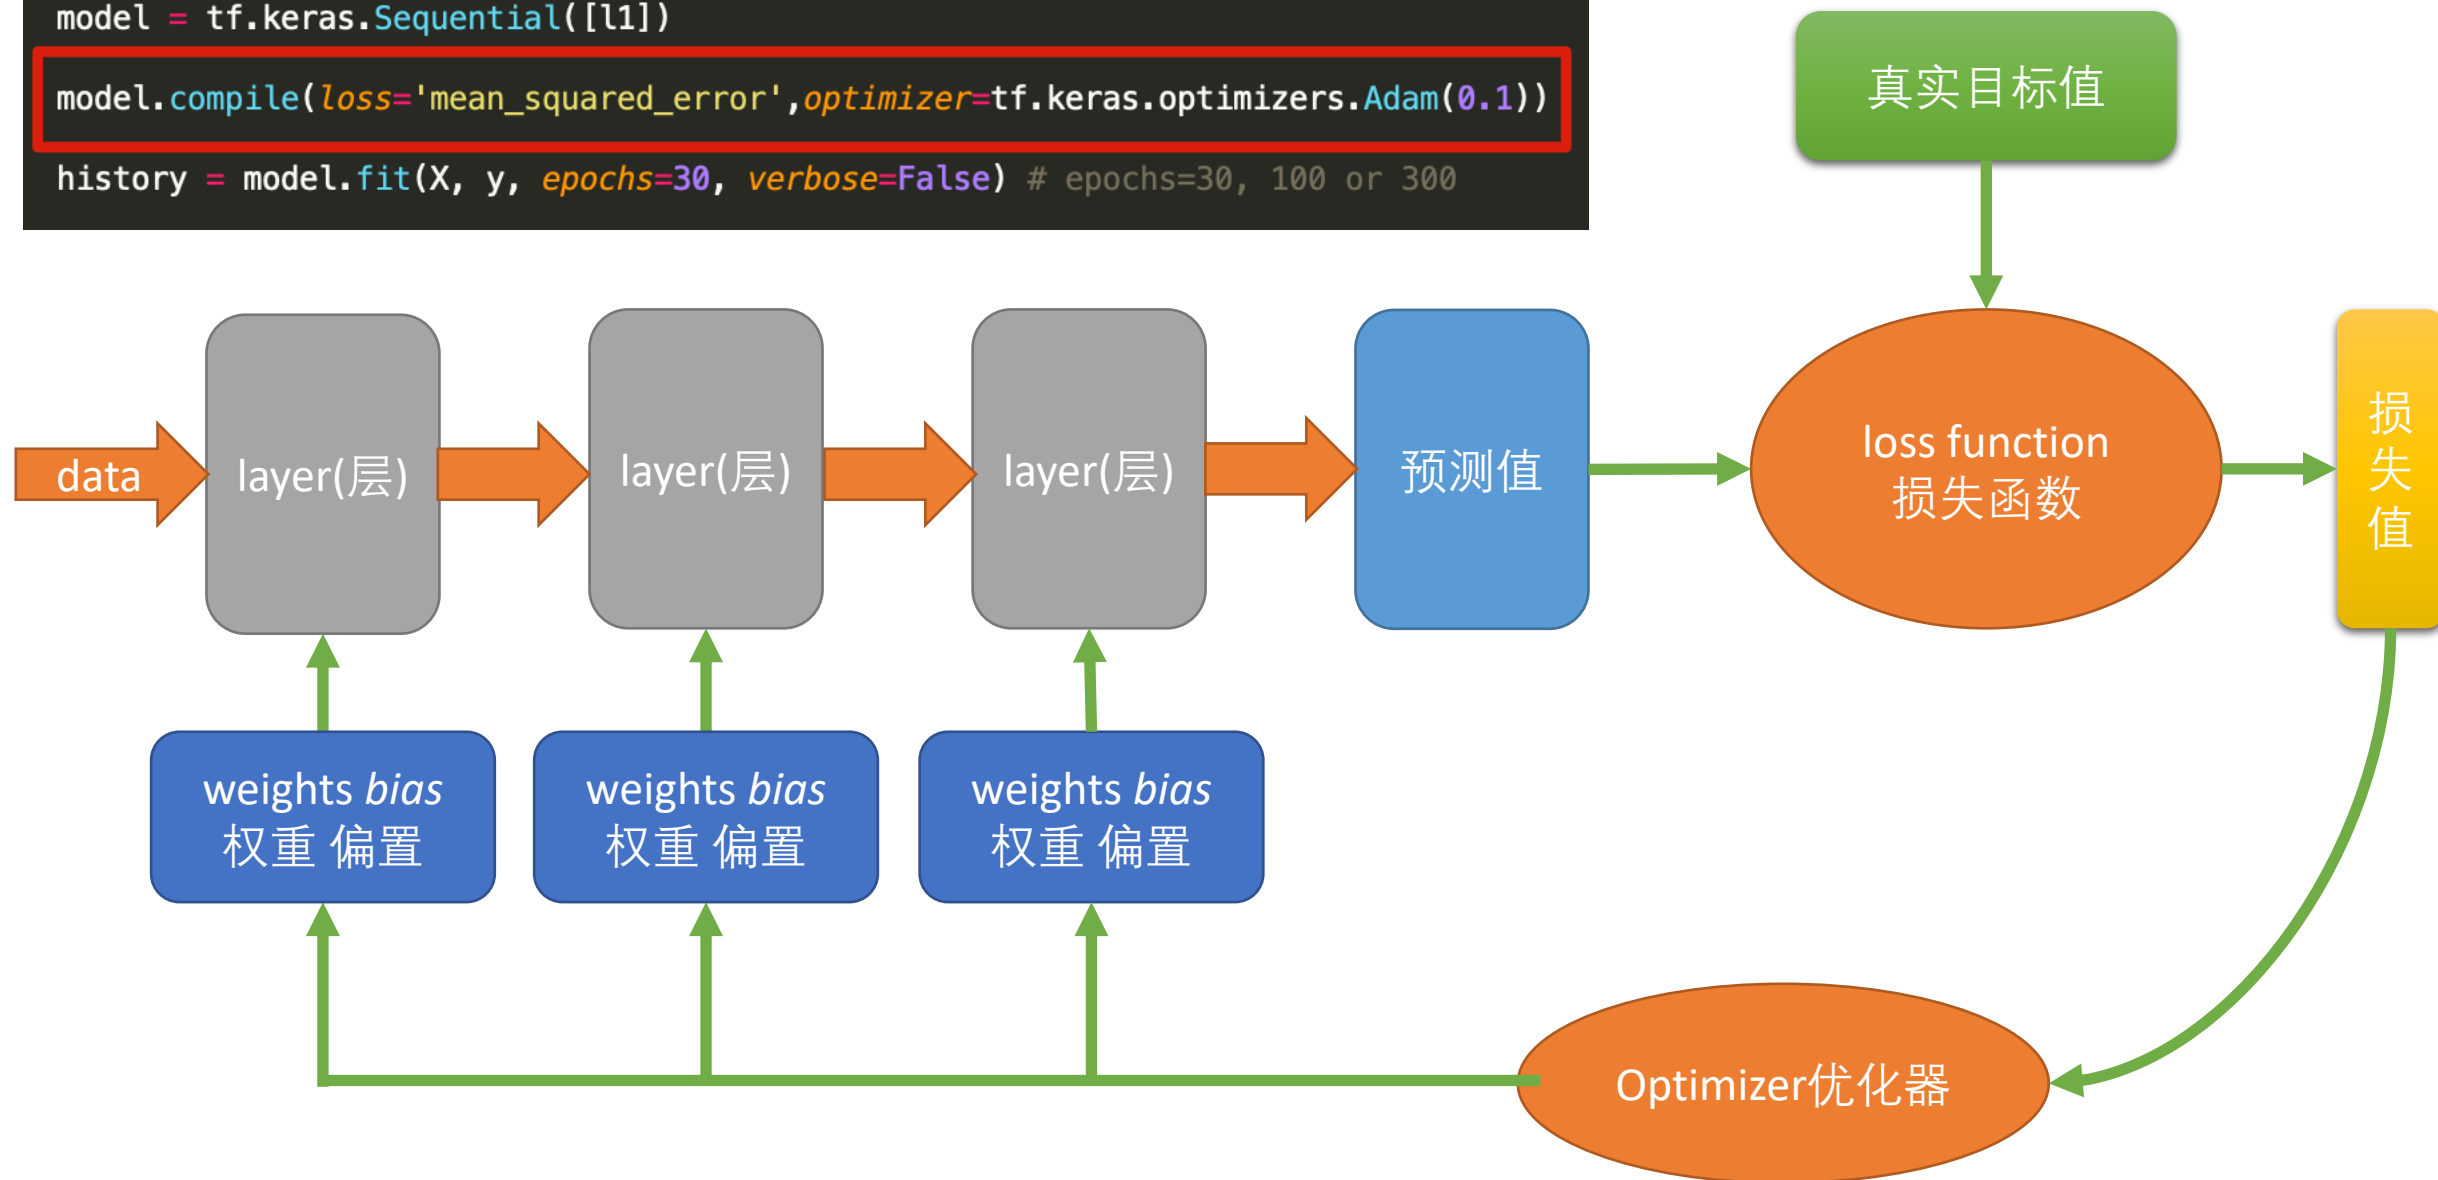 model = tf.keras.Sequential([l1])
model.compile(loss='mean_squared_error',optimizer=tf.keras.optimizers.Adam(0.1))
history = model.fit(X, y, epochs=30, verbose=False) # epochs=30, 100 or 300
真实目标值
data
layer(层)
layer(层)
layer(层)
预测值
loss function
损失函数
损
失
值
weights bias
权重 偏置
weights bias
权重 偏置
weights bias
权重 偏置
Optimizer优化器